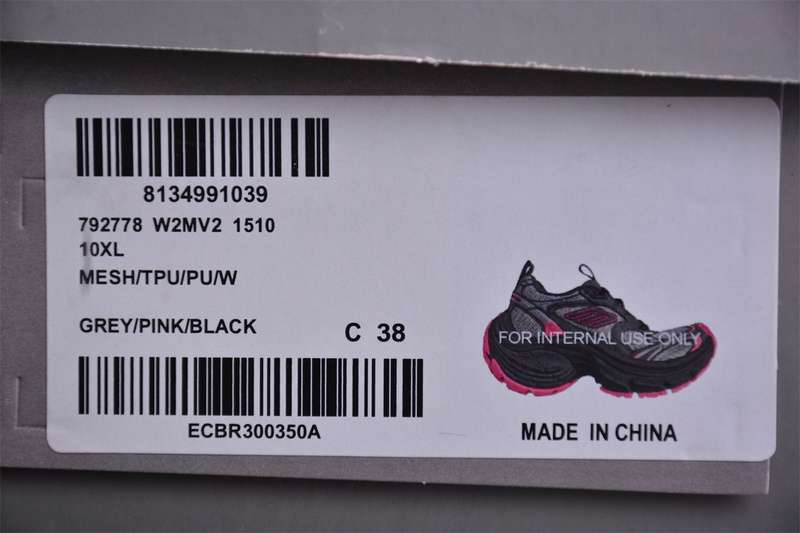 8134991039
792778 W2MV2 1510
10XL
MESH/TPU/PU/W
GREY/PINK/BLACK C 38
FOR INTERNAL USE ONLY
ECBR300350A
MADE IN CHINA